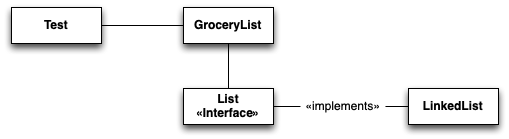 Test
GroceryList
List
«Interface»
«implements»
LinkedList